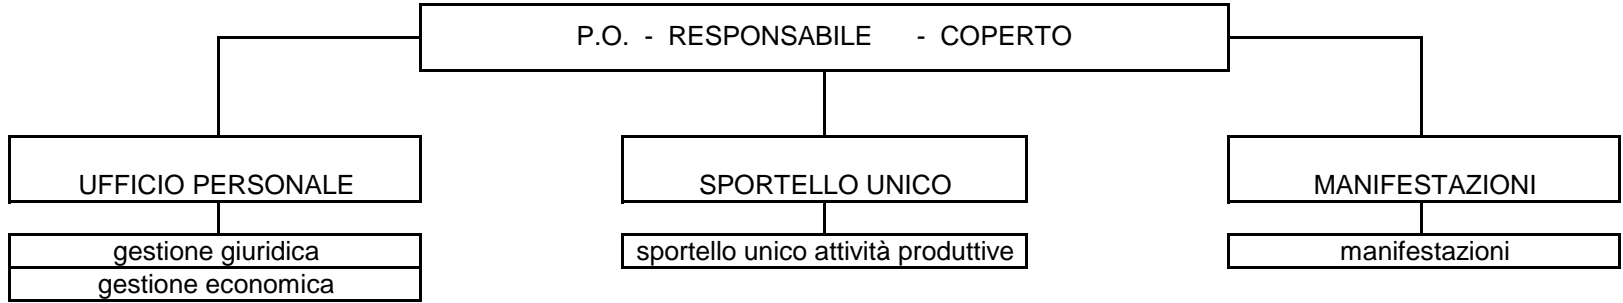 P.O. - RESPONSABILE - COPERTO
UFFICIO PERSONALE
SPORTELLO UNICO
MANIFESTAZIONI
gestione giuridica
sportello unico attività produttive
manifestazioni
gestione economica